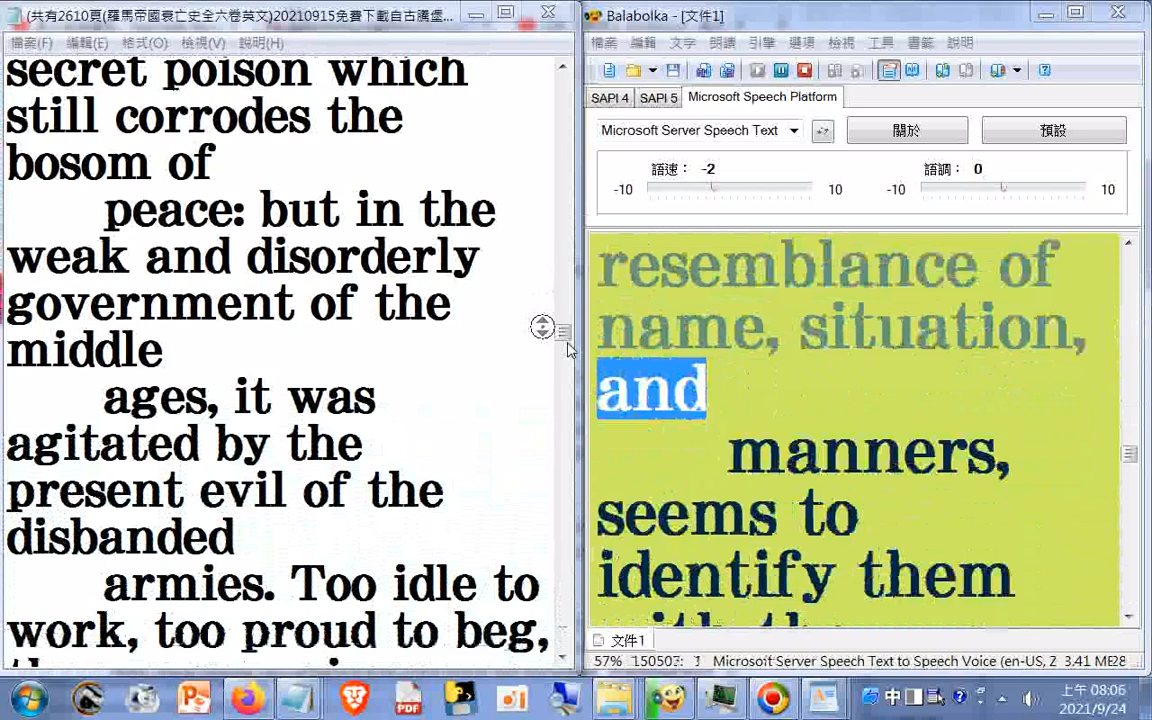 (共有2610頁(羅馬帝國衰亡史全六卷英文)20210915免費下載自古騰堡...
檔案(F) 編輯(E) 格式(O) 檢視(V) 說明(H)
secret poison which
still corrodes the
bosom of
peace: but in the
weak and disorderly
government of the
middle
ages, it was
agitated by the
present evil of the
disbanded
armies. Too idle to
work, too proud to beg,
Balabolka - [文件1]
檔案 編輯 文字 朗讀 引擎 選項 檢視 工具 書籤 說明
SAPI 4 SAPI 5 Microsoft Speech Platform
Microsoft Server Speech Text 關於 預設
語速： -2 語調： 0
-10 10 -10 10
resemblance of
name, situation,
and
manners,
seems to
identify them
文件1
57% 150507: 1 Microsoft Server Speech Text to Speech Voice (en-US, 2 3,41 ME28
PDF 中 上午 08:06
2021/9/24